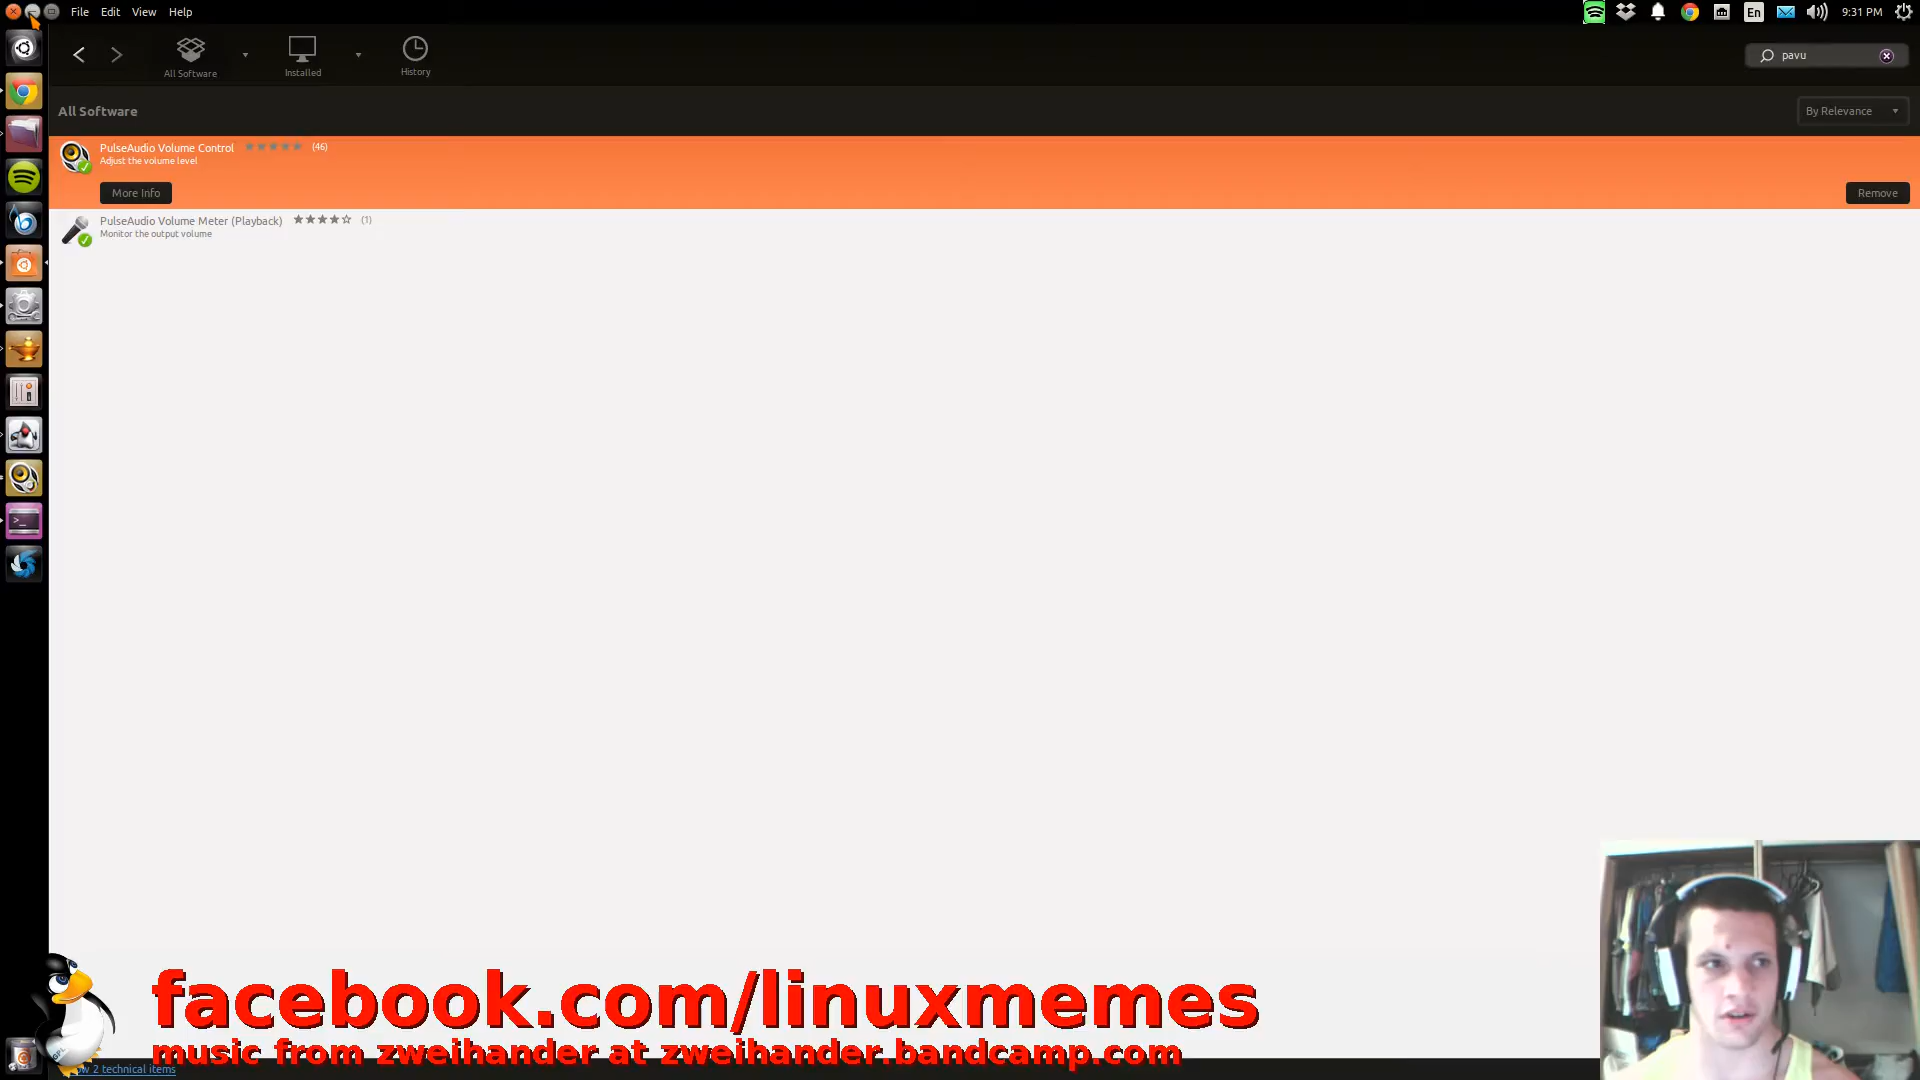 File Edit View Help
En
9:31 PM
All Software
Installed
History
pavu
All Software
By Relevance
PulseAudio Volume Control (46)
Adjust the volume level
More Info
Remove
PulseAudio Volume Meter (Playback) (1)
Monitor the output volume
facebook.com/linuxmemes
music from zweihander at zweihander.bandcamp.com
2 technical items